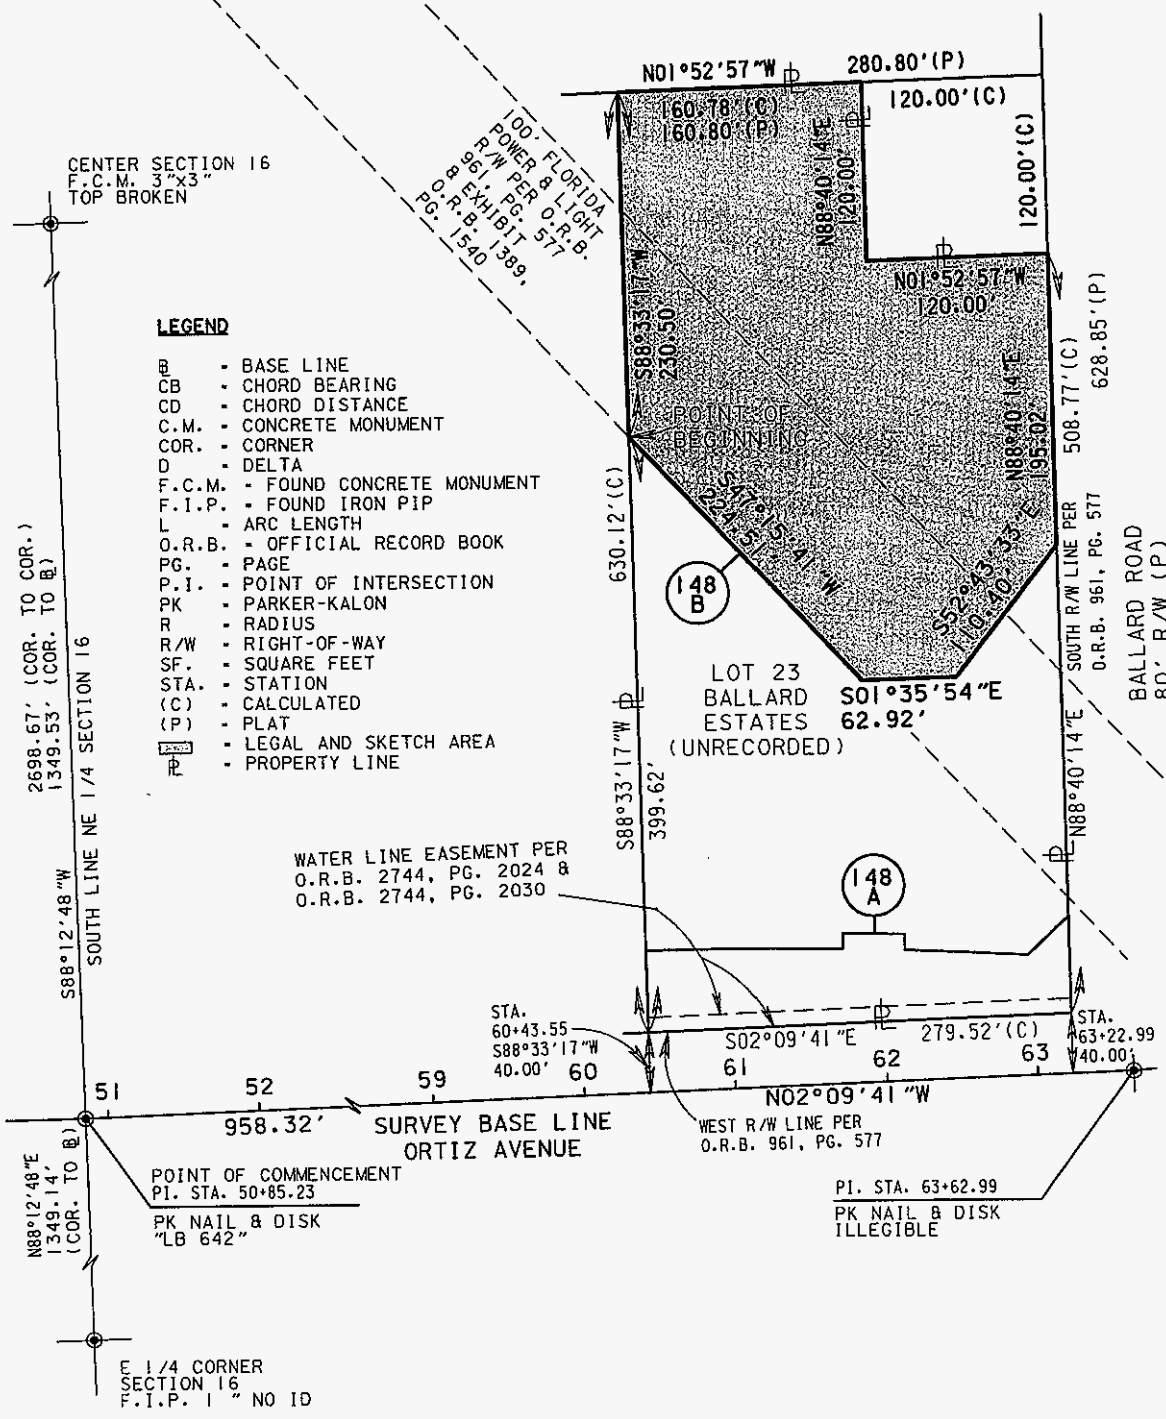 N01°52'57"W
280.80'(P)
160.78'(C)
160.80'(P)
120.00'(C)
N88°40'14"E
120.00'
120.00'(C)
100' FLORIDA
POWER & LIGHT
R/W PER O.R.B.
961, PG. 577
& EXHIBIT
O.R.B. 1389,
PG. 1540
CENTER SECTION 16
F.C.M. 3"x3"
TOP BROKEN
N01°52'57"W
120.00'
S88°33'17"W
230.50'
628.85'(P)
508.77'(C)
N88°40'14"E
195.02'
LEGEND
B - BASE LINE
CB - CHORD BEARING
CD - CHORD DISTANCE
C.M. - CONCRETE MONUMENT
COR. - CORNER
D - DELTA
F.C.M. - FOUND CONCRETE MONUMENT
F.I.P. - FOUND IRON PIP
L - ARC LENGTH
O.R.B. - OFFICIAL RECORD BOOK
PG. - PAGE
P.I. - POINT OF INTERSECTION
PK - PARKER-KALON
R - RADIUS
R/W - RIGHT-OF-WAY
SF. - SQUARE FEET
STA. - STATION
(C) - CALCULATED
(P) - PLAT
- LEGAL AND SKETCH AREA
PL - PROPERTY LINE
POINT OF
BEGINNING
S47°15'41"W
224.51'
630.12'(C)
148
B
S52°43'33"E
110.40'
SOUTH R/W LINE PER
O.R.B. 961, PG. 577
BALLARD ROAD
80' R/W (P)
LOT 23
BALLARD
ESTATES
(UNRECORDED)
S01°35'54"E
62.92'
2698.67' (COR. TO COR.)
1349.53' (COR. TO B)
S88°12'48"W
SOUTH LINE NE 1/4 SECTION 16
S88°33'17"W
399.62'
N88°40'14"E
WATER LINE EASEMENT PER
O.R.B. 2744, PG. 2024 &
O.R.B. 2744, PG. 2030
148
A
STA.
60+43.55
S88°33'17"W
40.00'
S02°09'41"E
279.52'(C)
STA.
63+22.99
40.00'
51
52
59
60
61
62
63
N02°09'41"W
958.32'
SURVEY BASE LINE
ORTIZ AVENUE
WEST R/W LINE PER
O.R.B. 961, PG. 577
N88°12'48"E
1349.14'
(COR. TO B)
POINT OF COMMENCEMENT
PI. STA. 50+85.23
PK NAIL & DISK
"LB 642"
PI. STA. 63+62.99
PK NAIL & DISK
ILLEGIBLE
E 1/4 CORNER
SECTION 16
F.I.P. 1" NO ID